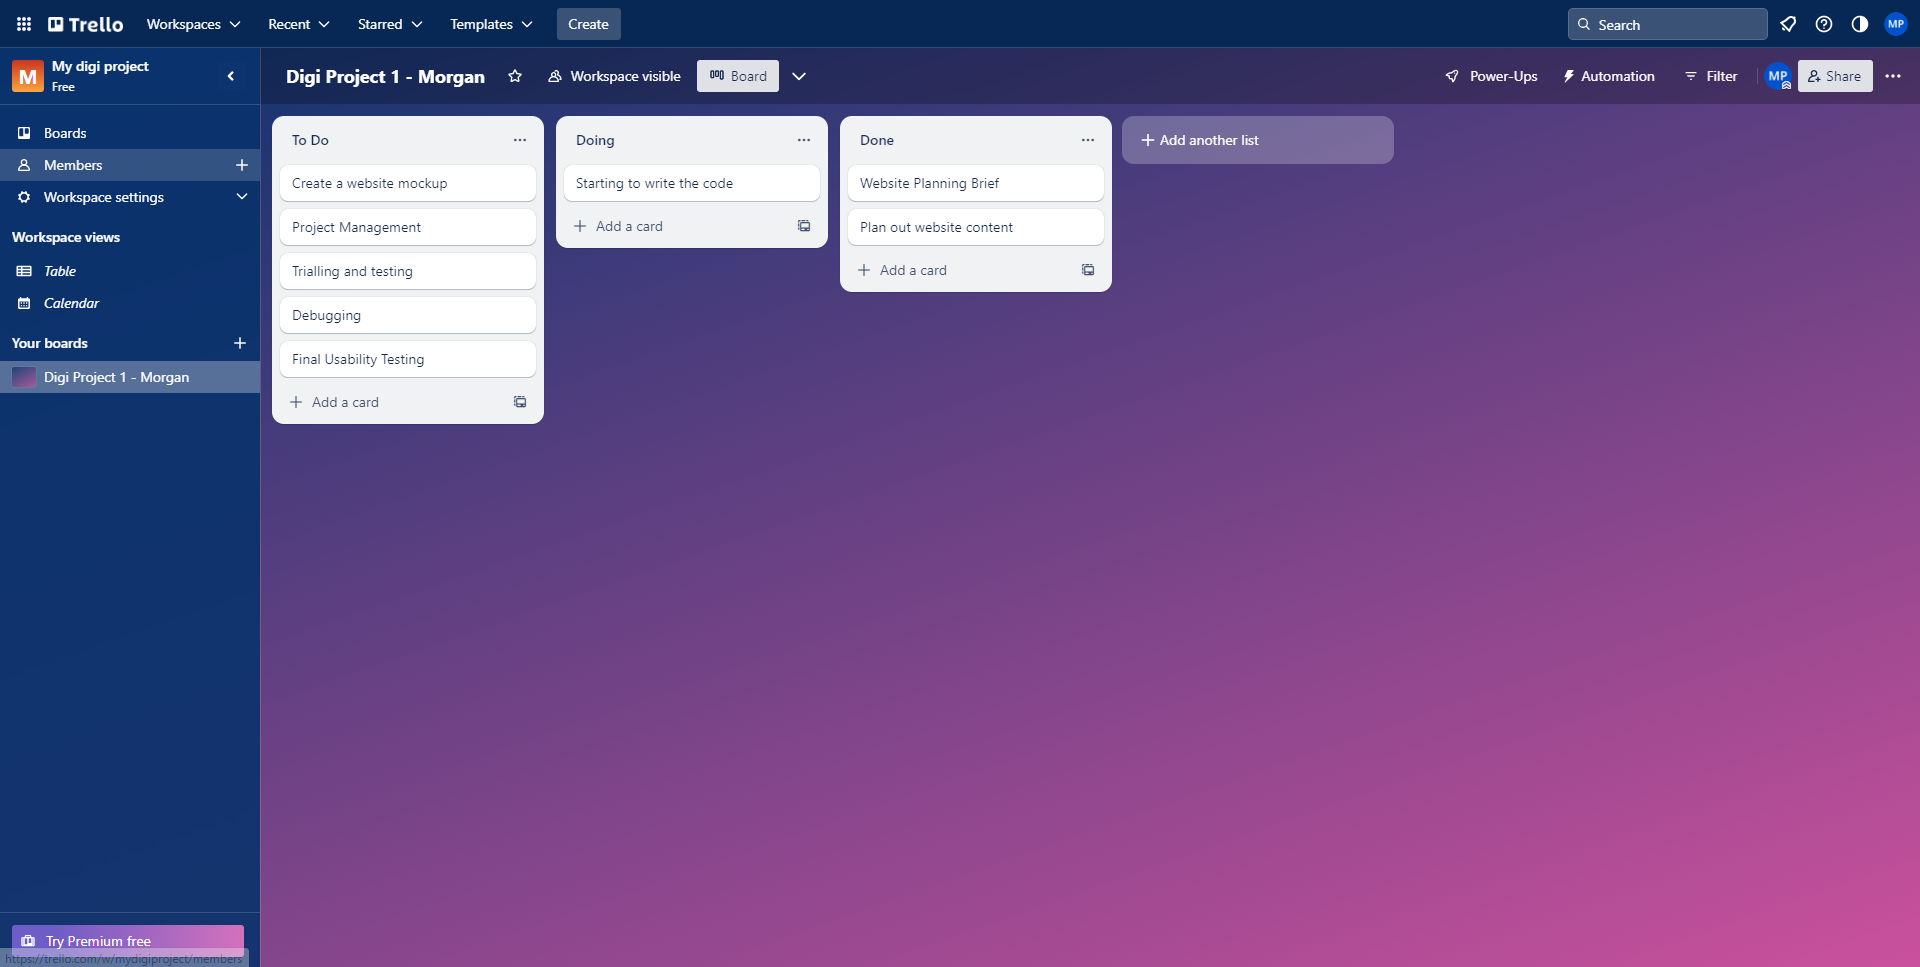 Trello
Workspaces
Recent
Starred
Templates
Create
Search
MP
M
My digi project
Free
Digi Project 1 - Morgan
Workspace visible
Board
Power-Ups
Automation
Filter
MP
Share
Boards
Members
Workspace settings
Workspace views
Table
Calendar
Your boards
Digi Project 1 - Morgan
To Do
Create a website mockup
Project Management
Trialling and testing
Debugging
Final Usability Testing
Add a card
Doing
Starting to write the code
Add a card
Done
Website Planning Brief
Plan out website content
Add a card
Add another list
Try Premium free
https://trello.com/w/mydigiproject/members